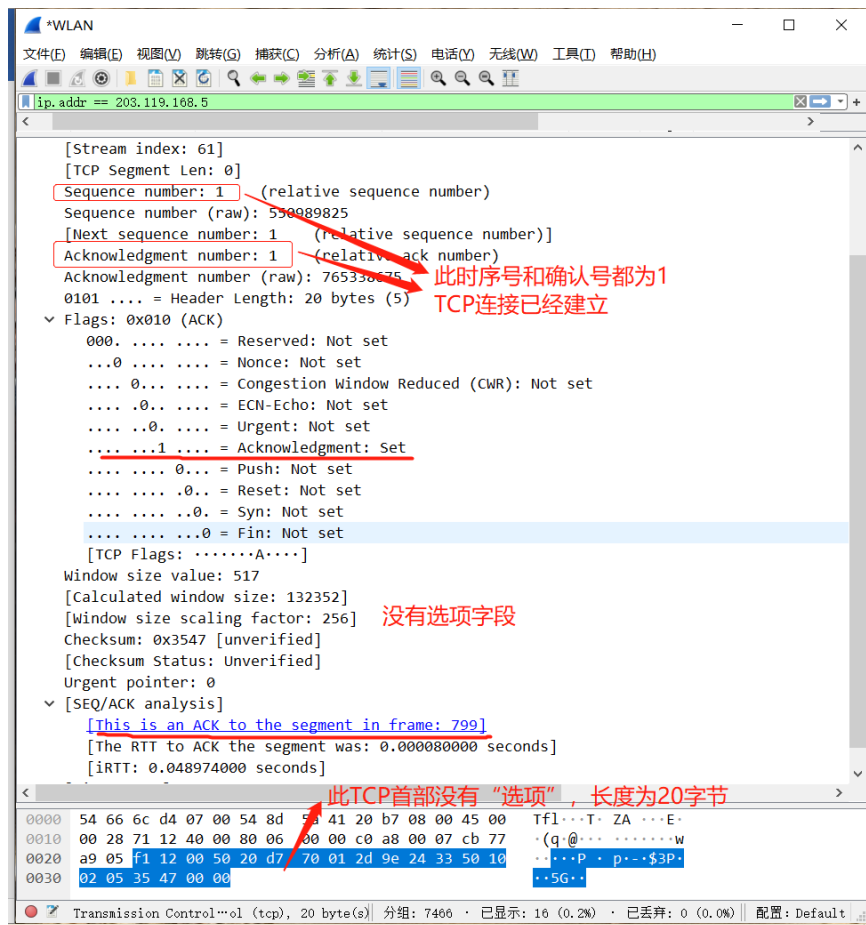 *WLAN
文件(F) 编辑(E) 视图(V) 跳转(G) 捕获(C) 分析(A) 统计(S) 电话(Y) 无线(W) 工具(T) 帮助(H)
ip.addr == 203.119.168.5
[Stream index: 61]
[TCP Segment Len: 0]
Sequence number: 1 (relative sequence number)
Sequence number (raw): 550989825
[Next sequence number: 1 (relative sequence number)]
Acknowledgment number: 1 (relative ack number)
Acknowledgment number (raw): 765338675
此时序号和确认号都为1
0101 .... = Header Length: 20 bytes (5)
TCP连接已经建立
Flags: 0x010 (ACK)
000. .... .... = Reserved: Not set
...0 .... .... = Nonce: Not set
.... 0... .... = Congestion Window Reduced (CWR): Not set
.... .0.. .... = ECN-Echo: Not set
.... ..0. .... = Urgent: Not set
.... ...1 .... = Acknowledgment: Set
.... .... 0... = Push: Not set
.... .... .0.. = Reset: Not set
.... .... ..0. = Syn: Not set
.... .... ...0 = Fin: Not set
[TCP Flags: ·······A····]
Window size value: 517
[Calculated window size: 132352]
[Window size scaling factor: 256]
没有选项字段
Checksum: 0x3547 [unverified]
[Checksum Status: Unverified]
Urgent pointer: 0
[SEQ/ACK analysis]
[This is an ACK to the segment in frame: 799]
[The RTT to ACK the segment was: 0.000080000 seconds]
[iRTT: 0.048974000 seconds]
此TCP首部没有“选项”，长度为20字节
0000 54 66 6c d4 07 00 54 8d 5a 41 20 b7 08 00 45 00 Tfl···T· ZA ···E·
0010 00 28 71 12 40 00 80 06 00 00 c0 a8 00 07 cb 77 ·(q·@··· ·······w
0020 a9 05 f1 12 00 50 20 d7 70 01 2d 9e 24 33 50 10 ·····P · p·-·$3P·
0030 02 05 35 47 00 00 ··5G··
Transmission Control…ol (tcp), 20 byte(s) 分组: 7466 · 已显示: 16 (0.2%) · 已丢弃: 0 (0.0%) 配置: Default